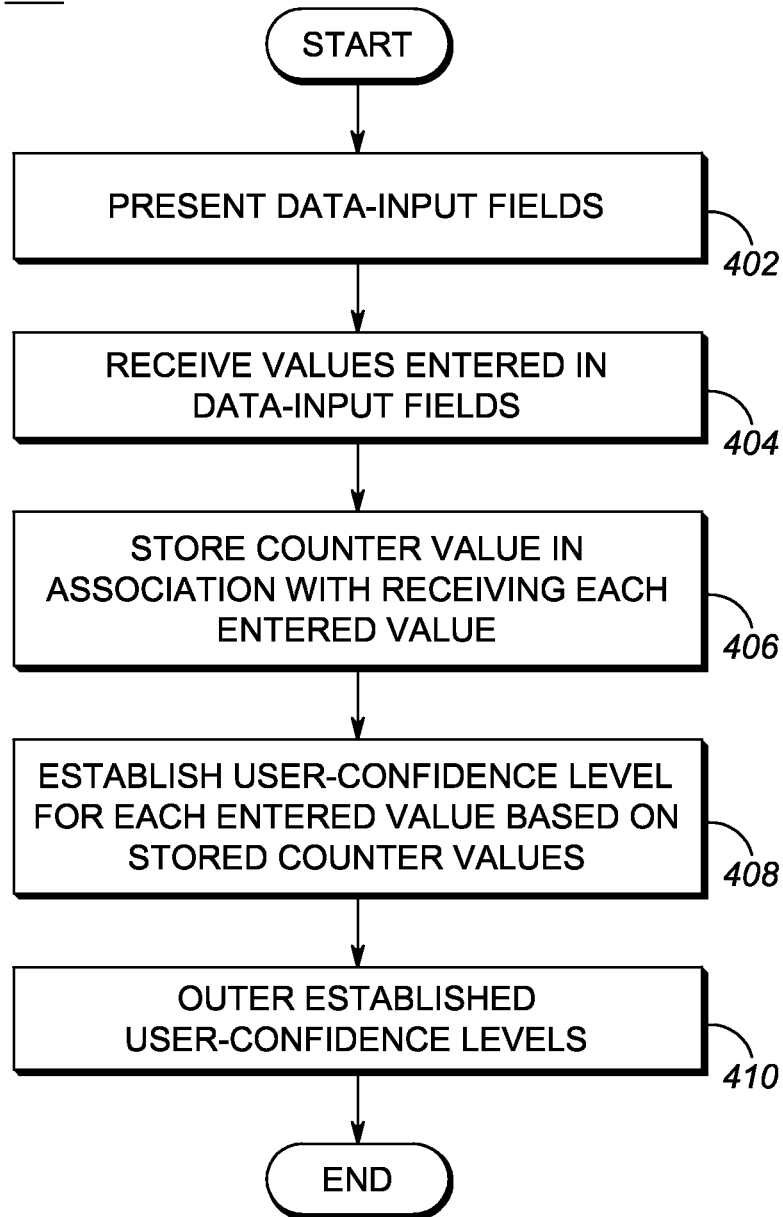 START
PRESENT DATA-INPUT FIELDS
402
RECEIVE VALUES ENTERED IN
DATA-INPUT FIELDS
404
STORE COUNTER VALUE IN
ASSOCIATION WITH RECEIVING EACH
ENTERED VALUE
406
ESTABLISH USER-CONFIDENCE LEVEL
FOR EACH ENTERED VALUE BASED ON
STORED COUNTER VALUES
408
OUTER ESTABLISHED
USER-CONFIDENCE LEVELS
410
END